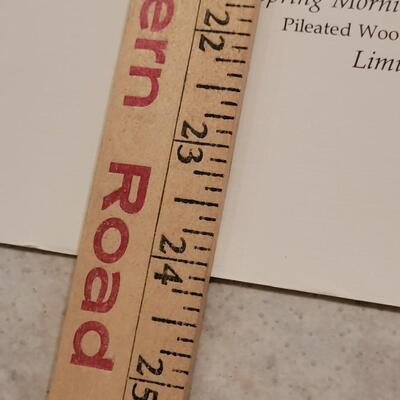 Spring Morni
Pileated Woo
Limi
ern Road
22
23
24
25